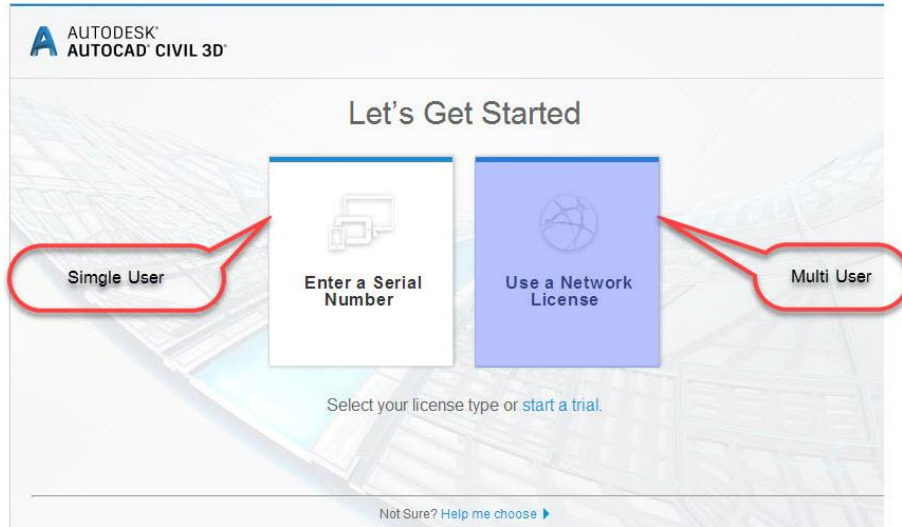 AUTODESK®
AUTOCAD® CIVIL 3D®
Let's Get Started
Simgle User
Enter a Serial
Number
Use a Network
License
Multi User
Select your license type or start a trial.
Not Sure? Help me choose